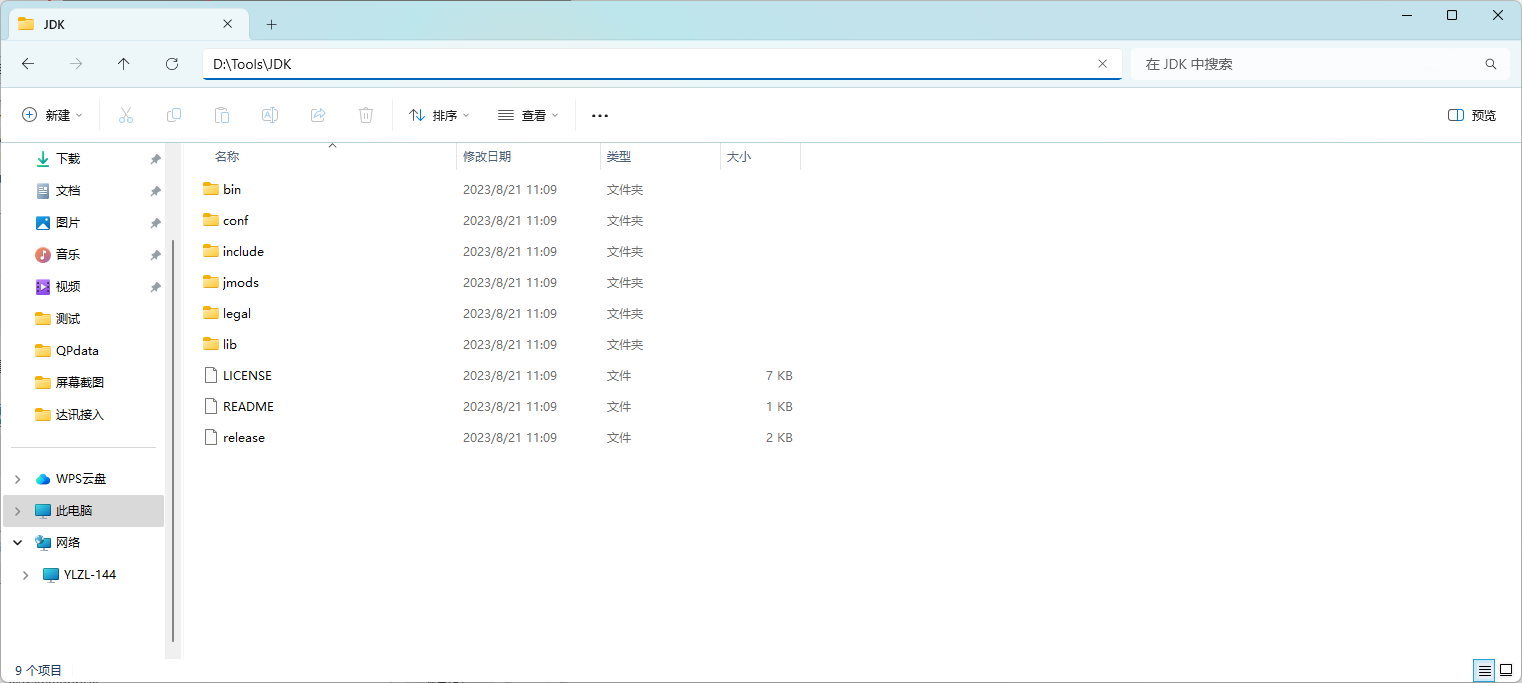 JDK
D:\Tools\JDK
在 JDK 中搜索
新建
排序
查看
预览
下载
文档
图片
音乐
视频
测试
QPdata
屏幕截图
达讯接入
WPS云盘
此电脑
网络
YLZL-144
名称 修改日期 类型 大小
bin 2023/8/21 11:09 文件夹
conf 2023/8/21 11:09 文件夹
include 2023/8/21 11:09 文件夹
jmods 2023/8/21 11:09 文件夹
legal 2023/8/21 11:09 文件夹
lib 2023/8/21 11:09 文件夹
LICENSE 2023/8/21 11:09 文件 7 KB
README 2023/8/21 11:09 文件 1 KB
release 2023/8/21 11:09 文件 2 KB
9 个项目